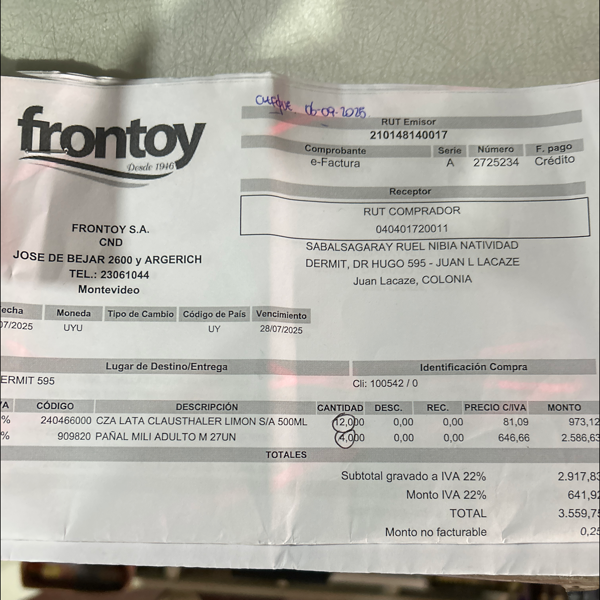 cheque, 06-09-2025
frontoy
Desde 1946
RUT Emisor
210148140017
Comprobante Serie Número F. pago
e-Factura A 2725234 Crédito
Receptor
RUT COMPRADOR
040401720011
FRONTOY S.A.
CND
JOSE DE BEJAR 2600 y ARGERICH
TEL.: 23061044
Montevideo
SABALSAGARAY RUEL NIBIA NATIVIDAD
DERMIT, DR HUGO 595 - JUAN L LACAZE
Juan Lacaze, COLONIA
echa Moneda Tipo de Cambio Código de País Vencimiento
07/2025 UYU UY 28/07/2025
Lugar de Destino/Entrega Identificación Compra
ERMIT 595 Cli: 100542 / 0
VA CÓDIGO DESCRIPCIÓN CANTIDAD DESC. REC. PRECIO C/IVA MONTO
% 240466000 CZA LATA CLAUSTHALER LIMON S/A 500ML 12,000 0,00 0,00 81,09 973,12
% 909820 PAÑAL MILI ADULTO M 27UN 4,000 0,00 0,00 646,66 2.586,63
TOTALES
Subtotal gravado a IVA 22% 2.917,83
Monto IVA 22% 641,92
TOTAL 3.559,75
Monto no facturable 0,25